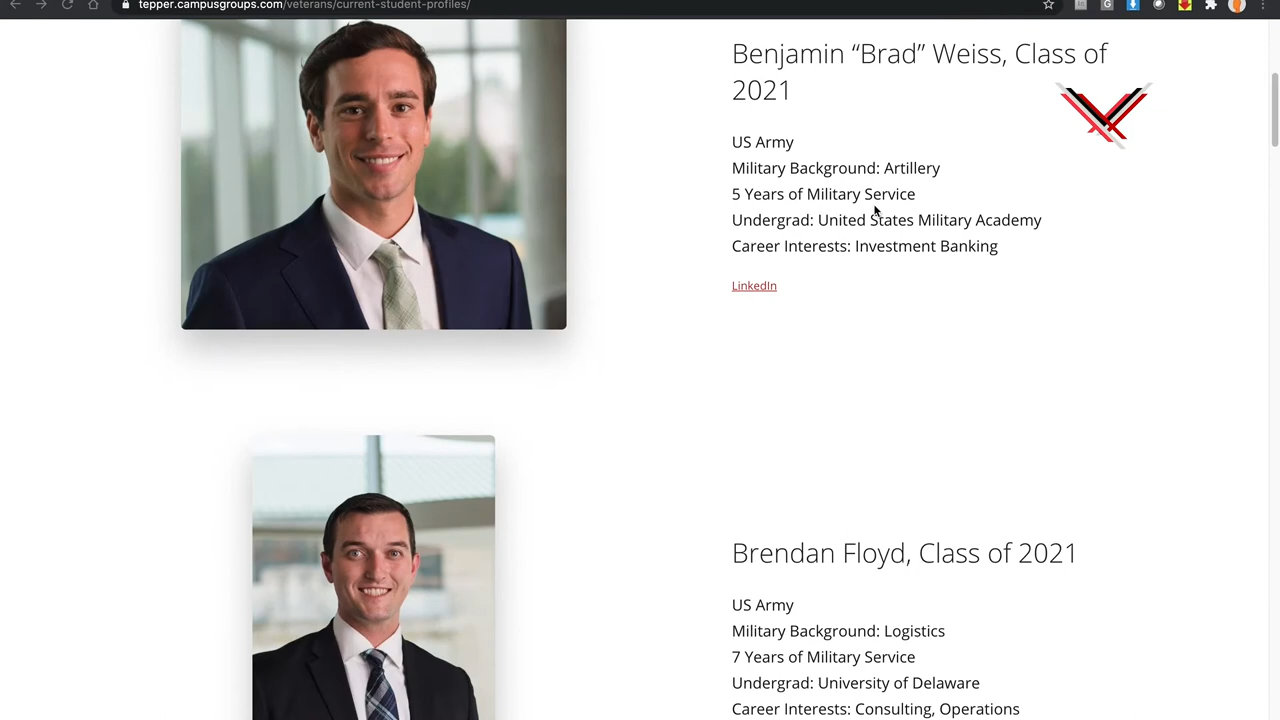 tepper.campusgroups.com/veterans/current-student-profiles/
Benjamin “Brad” Weiss, Class of
2021
US Army
Military Background: Artillery
5 Years of Military Service
Undergrad: United States Military Academy
Career Interests: Investment Banking
LinkedIn
Brendan Floyd, Class of 2021
US Army
Military Background: Logistics
7 Years of Military Service
Undergrad: University of Delaware
Career Interests: Consulting, Operations